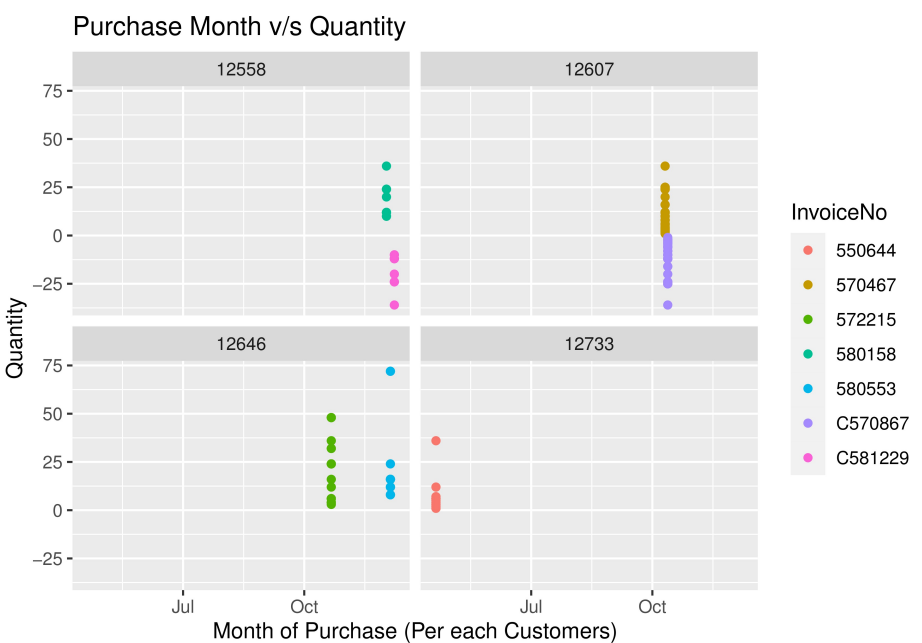 Purchase Month v/s Quantity
12558
12607
75
50
25
0
−25
12646
12733
75
50
25
0
−25
Jul
Oct
Jul
Oct
Month of Purchase (Per each Customers)
Quantity
InvoiceNo
550644
570467
572215
580158
580553
C570867
C581229